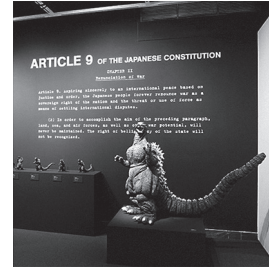 ARTICLE 9 OF THE JAPANESE CONSTITUTION
CHAPTER II
Renunciation of War
Article 9. Aspiring sincerely to an international peace based on
justice and order, the Japanese people forever renounce war as a
sovereign right of the nation and the threat or use of force as
means of settling international disputes.
(2) In order to accomplish the aim of the preceding paragraph,
land, sea, and air forces, as well as other war potential, will
never be maintained. The right of belligerency of the state will
not be recognized.